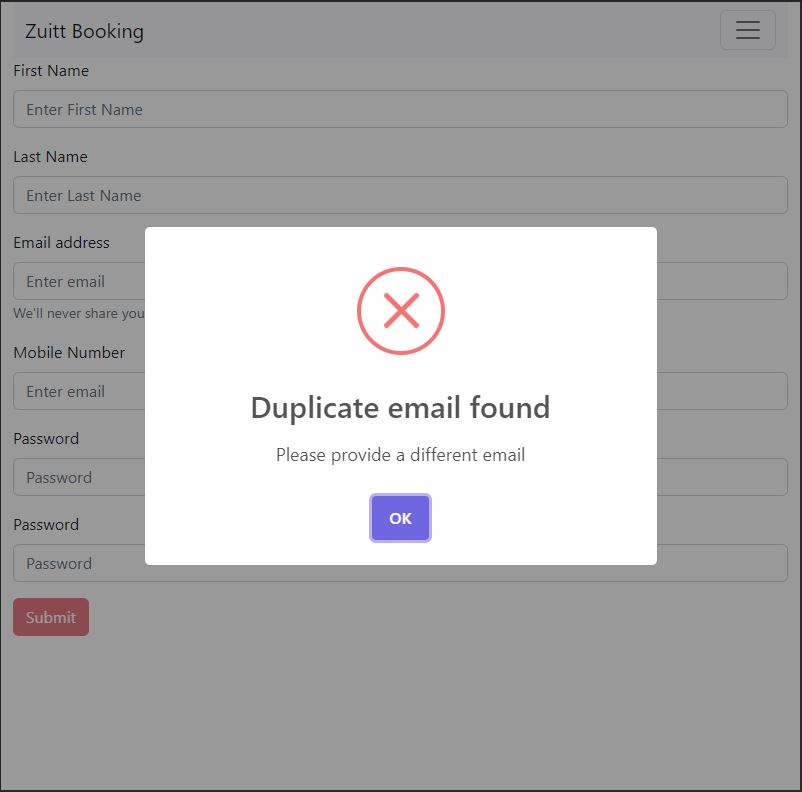 Zuitt Booking
First Name
Enter First Name
Last Name
Enter Last Name
Email address
Enter email
We'll never share you
Mobile Number
Enter email
Password
Password
Password
Password
Submit
Duplicate email found
Please provide a different email
OK